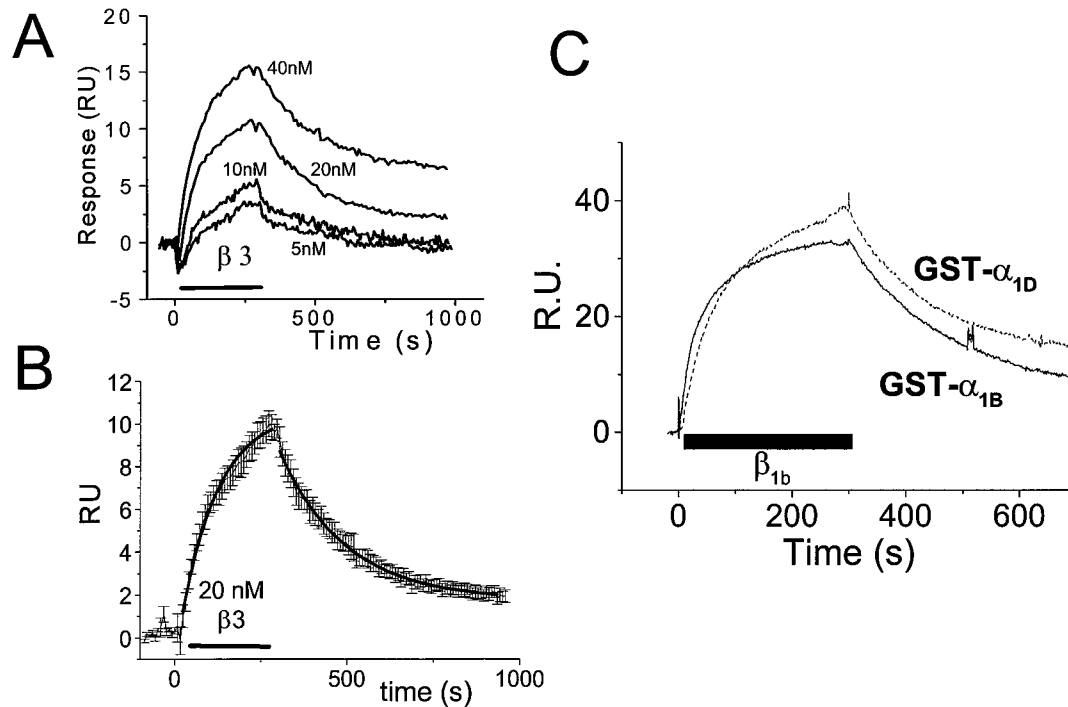 A
Response (RU)
20
15
10
5
0
-5
40nM
10nM
20nM
5nM
β 3
0
500
1000
Time (s)
B
RU
12
10
8
6
4
2
0
20 nM
β3
0
500
1000
time (s)
C
R.U.
40
20
0
GST-α1D
GST-α1B
β1b
0
200
400
600
Time (s)